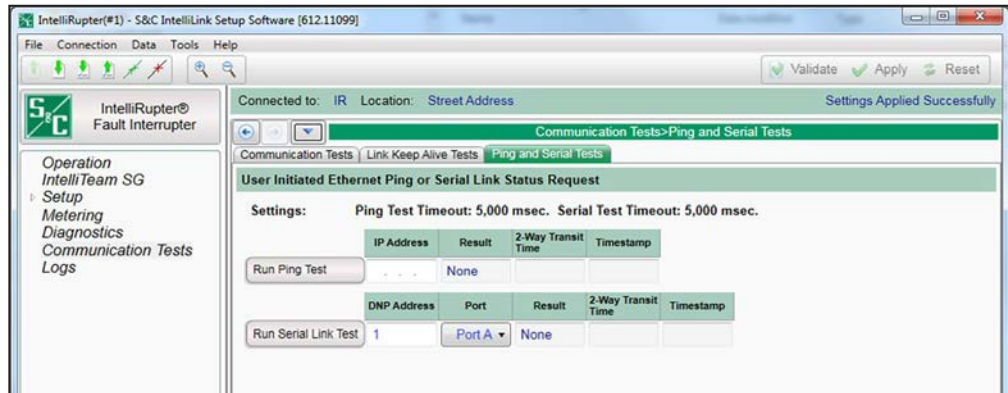 IntelliRupter(#1) - S&C IntelliLink Setup Software [612.11099]
File Connection Data Tools Help
Validate Apply Reset
S&C
IntelliRupter®
Fault Interrupter
Connected to: IR Location: Street Address Settings Applied Successfully
Communication Tests>Ping and Serial Tests
Communication Tests Link Keep Alive Tests Ping and Serial Tests
User Initiated Ethernet Ping or Serial Link Status Request
Operation
IntelliTeam SG
Setup
Metering
Diagnostics
Communication Tests
Logs
Settings: Ping Test Timeout: 5,000 msec. Serial Test Timeout: 5,000 msec.
IP Address Result 2-Way Transit Time Timestamp
Run Ping Test . . . None
DNP Address Port Result 2-Way Transit Time Timestamp
Run Serial Link Test 1 Port A None